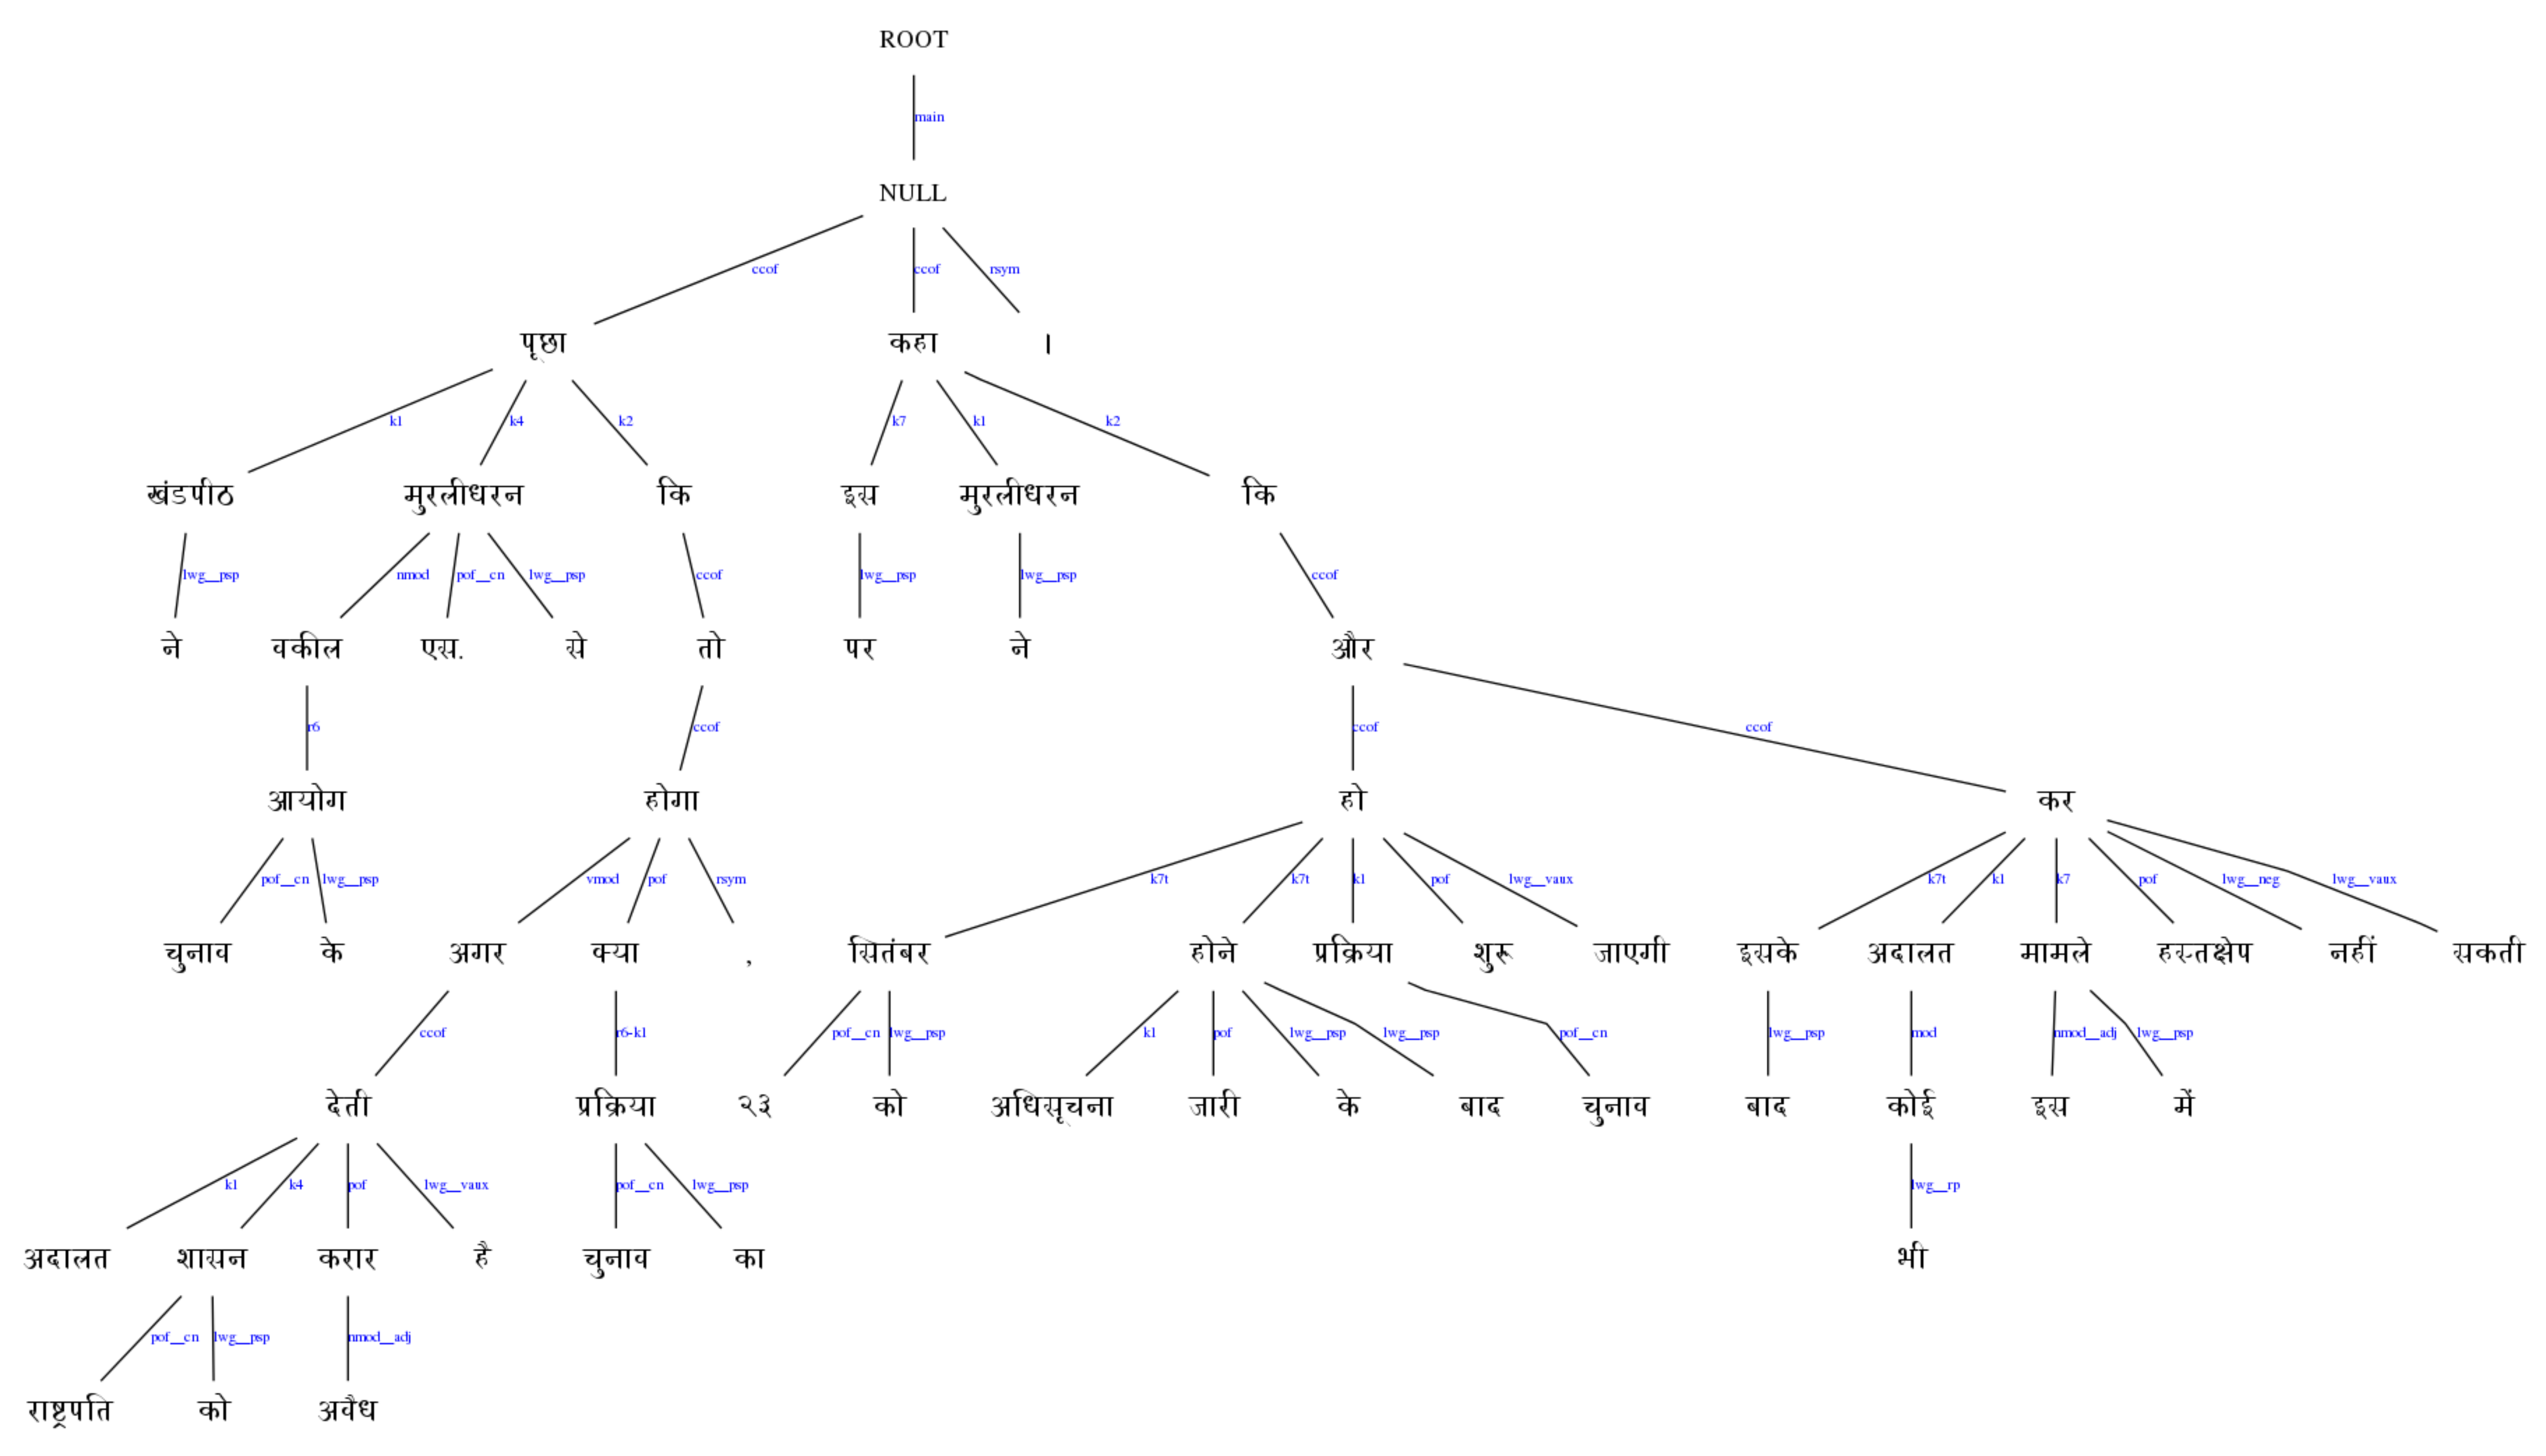 ROOT
main
NULL
ccof ccof rsym
पूछा कहा ।
k1 k4 k2 k7 k1 k2
खंडपीठ मुरलीधरन कि इस मुरलीधरन कि
lwg__psp nmod pof__cn lwg__psp ccof lwg__psp lwg__psp ccof
ने वकील एस. से तो पर ने और
r6 ccof ccof ccof
आयोग होगा हो कर
pof__cn lwg__psp vmod pof rsym k7t k7t k1 pof lwg__vaux k7t k1 k7 pof lwg__neg lwg__vaux
चुनाव के अगर क्या , सितंबर होने प्रक्रिया शुरू जाएगी इसके अदालत मामले हस्तक्षेप नहीं सकती
ccof r6-k1 pof__cn lwg__psp k1 pof lwg__psp lwg__psp pof__cn lwg__psp mod nmod__adj lwg__psp
देती प्रक्रिया २३ को अधिसूचना जारी के बाद चुनाव बाद कोई इस में
k1 k4 pof lwg__vaux pof__cn lwg__psp lwg__rp
अदालत शासन करार है चुनाव का भी
pof__cn lwg__psp nmod__adj
राष्ट्रपति को अवैध